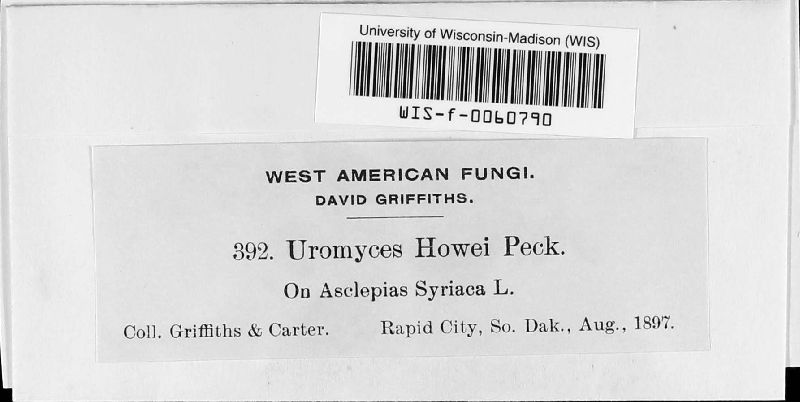 University of Wisconsin-Madison (WIS)
WIS-f-0060790
WEST AMERICAN FUNGI.
DAVID GRIFFITHS.
392. Uromyces Howei Peck.
On Asclepias Syriaca L.
Coll. Griffiths & Carter. Rapid City, So. Dak., Aug., 1897.